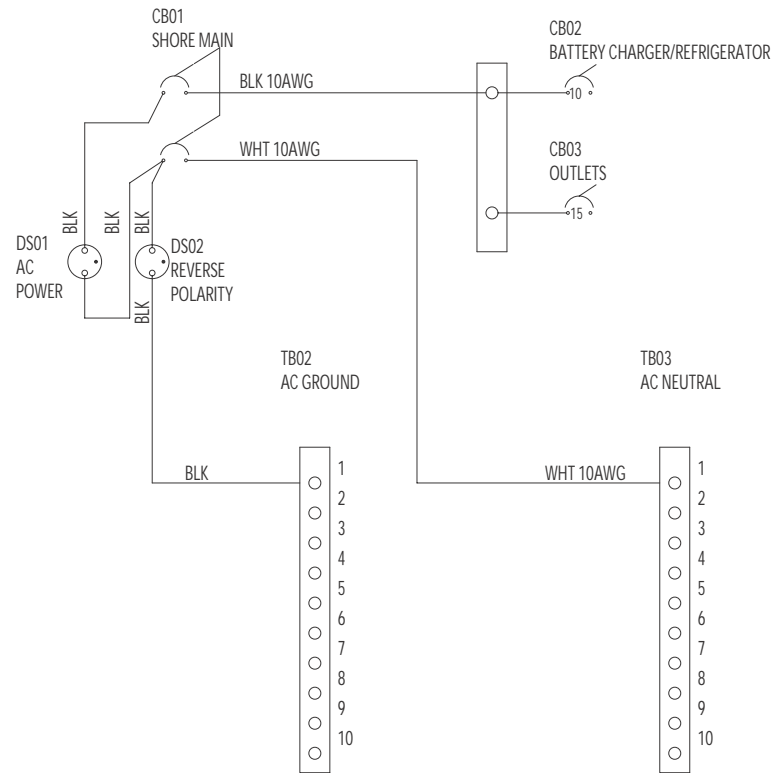 CB01
SHORE MAIN
CB02
BATTERY CHARGER/REFRIGERATOR
BLK 10AWG
10
WHT 10AWG
CB03
OUTLETS
15
BLK
BLK
BLK
DS01
AC
POWER
DS02
REVERSE
POLARITY
BLK
TB02
AC GROUND
TB03
AC NEUTRAL
BLK
1
2
3
4
5
6
7
8
9
10
WHT 10AWG
1
2
3
4
5
6
7
8
9
10